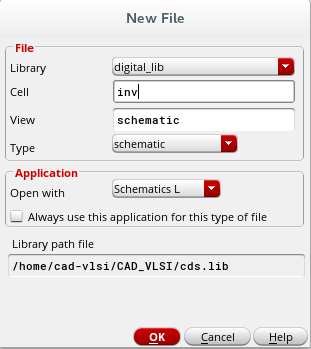 New File
File
Library digital_lib
Cell inv
View schematic
Type schematic
Application
Open with Schematics L
Always use this application for this type of file
Library path file
/home/cad-vlsi/CAD_VLSI/cds.lib
OK Cancel Help